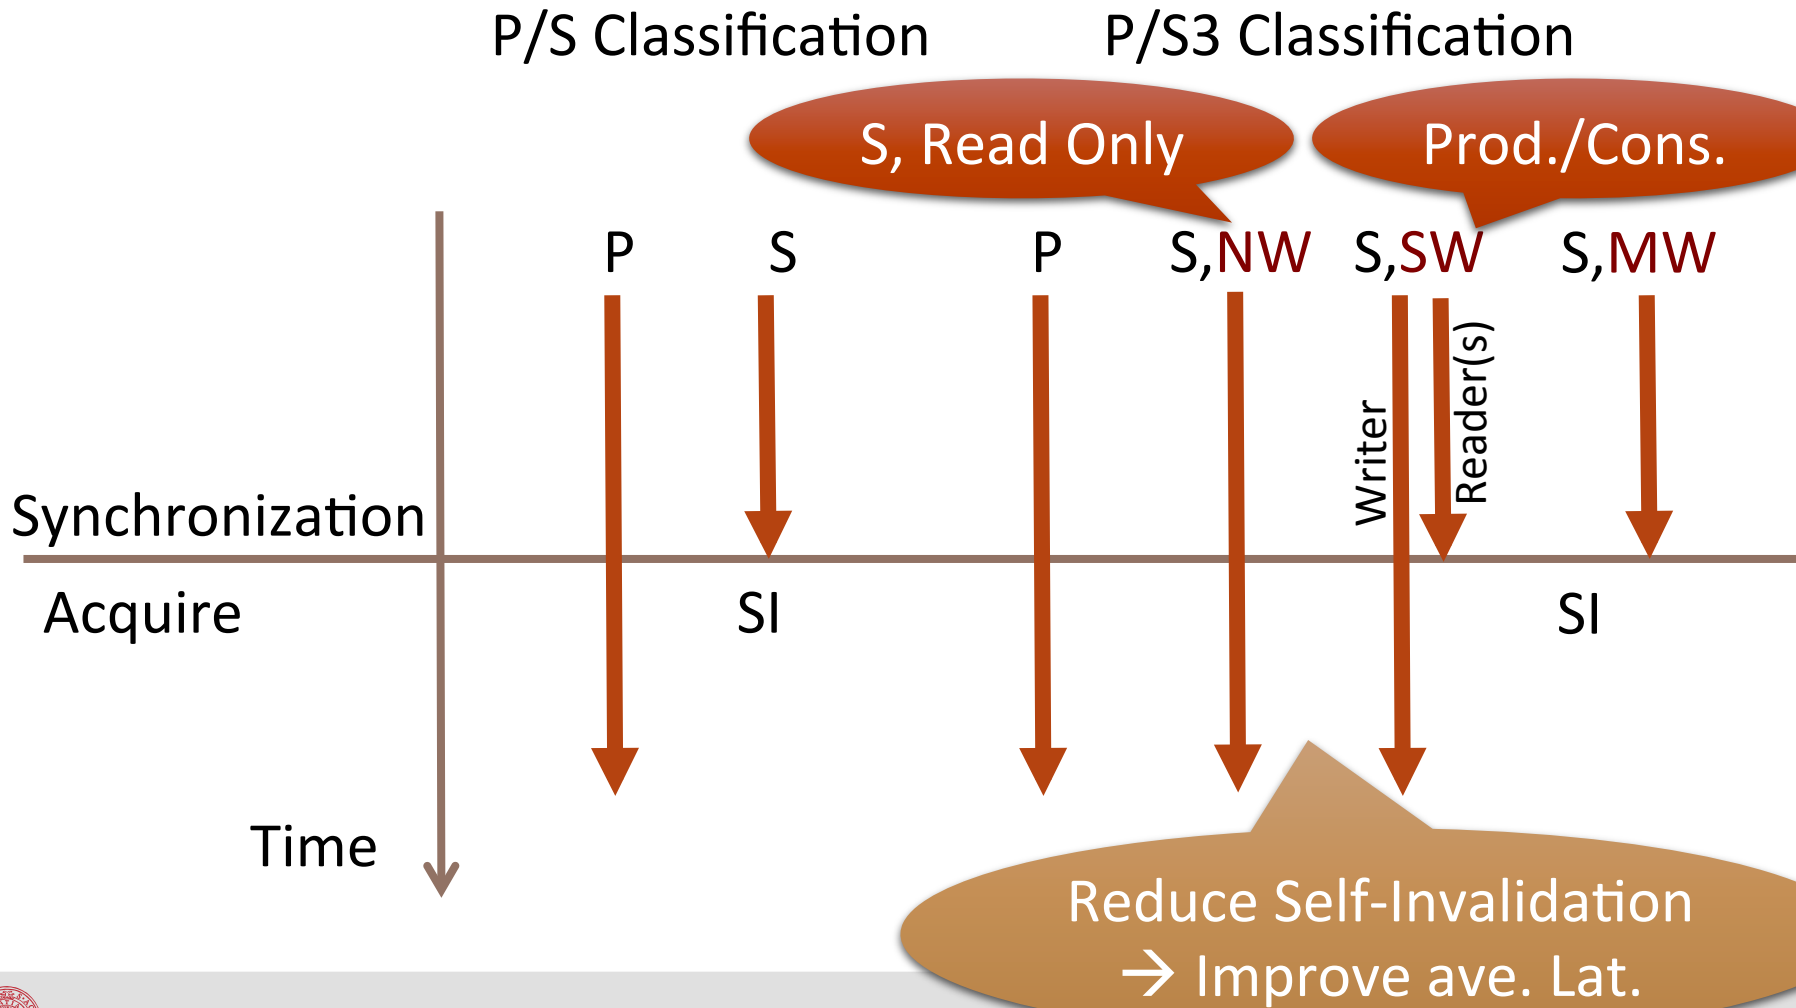 P/S Classification
P/S3 Classification
S, Read Only
Prod./Cons.
P
S
P
S,NW
S,SW
S,MW
Writer
Reader(s)
Synchronization
Acquire
SI
SI
Time
Reduce Self-Invalidation
→ Improve ave. Lat.